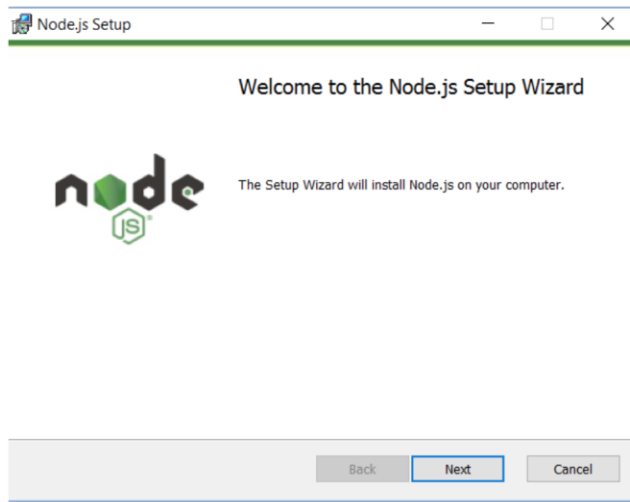 Node.js Setup
Welcome to the Node.js Setup Wizard
node
JS
The Setup Wizard will install Node.js on your computer.
Back
Next
Cancel